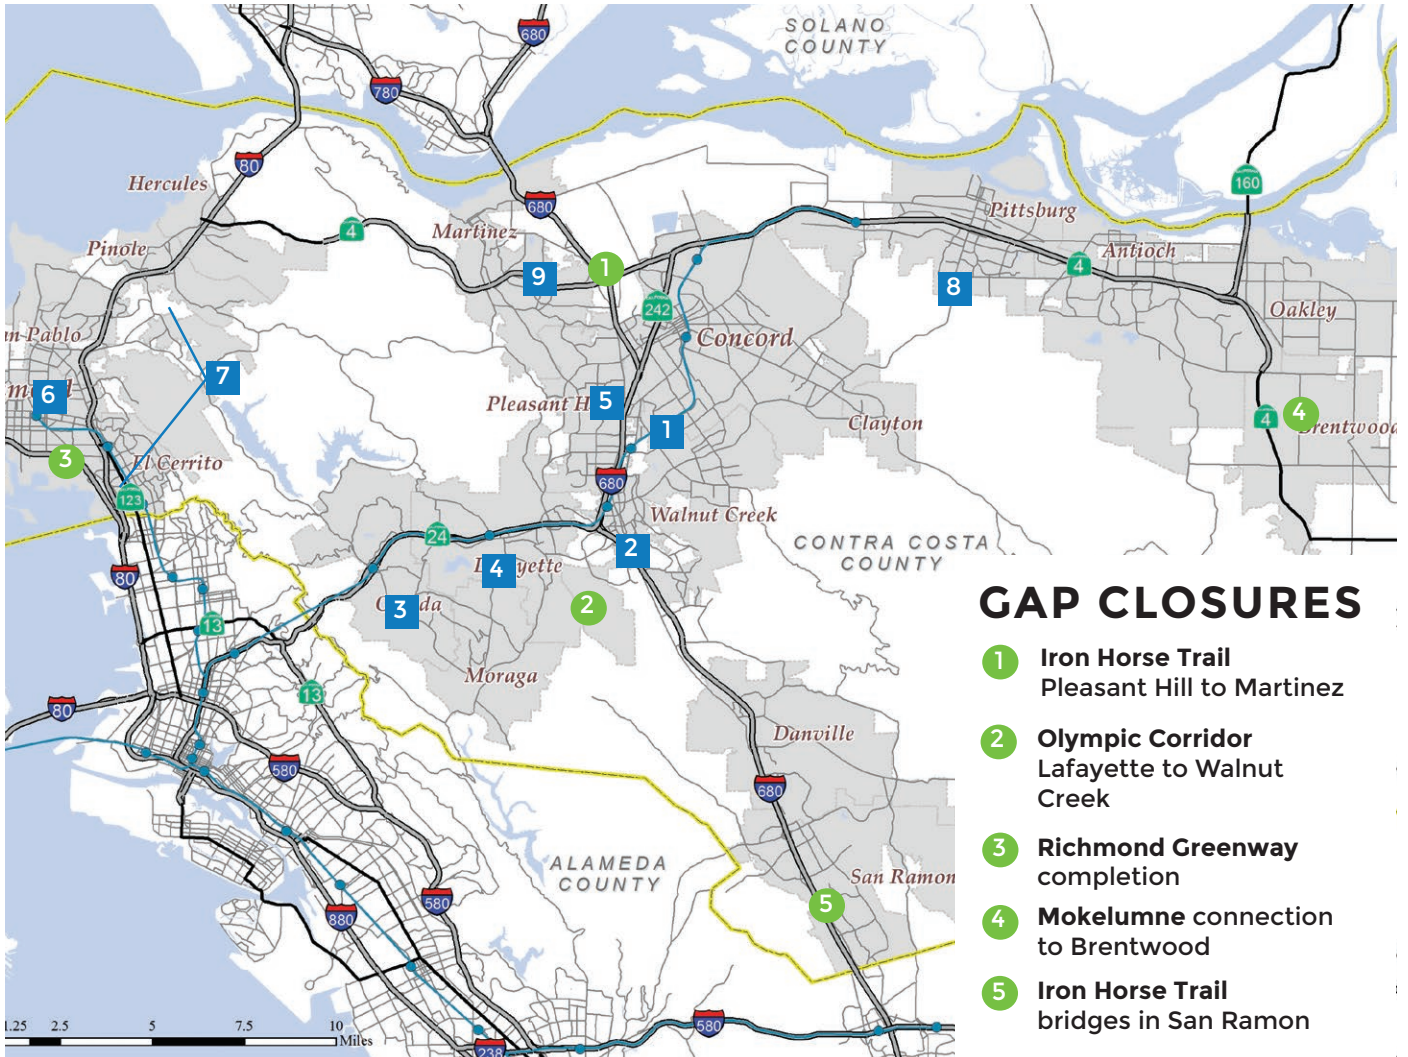 SOLANO
COUNTY
680
780
80
Hercules
160
680
4
Martinez
Pittsburg
Pinole
Antioch
4
9
1
8
242
Oakley
Concord
7
6
5
Pleasant H
4
4
Brentwood
Clayton
1
3
El Cerrito
680
123
Walnut Creek
24
2
CONTRA COSTA
COUNTY
4
80
3
2
13
Moraga
13
80
Danville
580
680
ALAMEDA
COUNTY
San Ramon
5
580
880
580
238
1.25 2.5 5 7.5 10
Miles
GAP CLOSURES
1 Iron Horse Trail
Pleasant Hill to Martinez
2 Olympic Corridor
Lafayette to Walnut
Creek
3 Richmond Greenway
completion
4 Mokelumne connection
to Brentwood
5 Iron Horse Trail
bridges in San Ramon